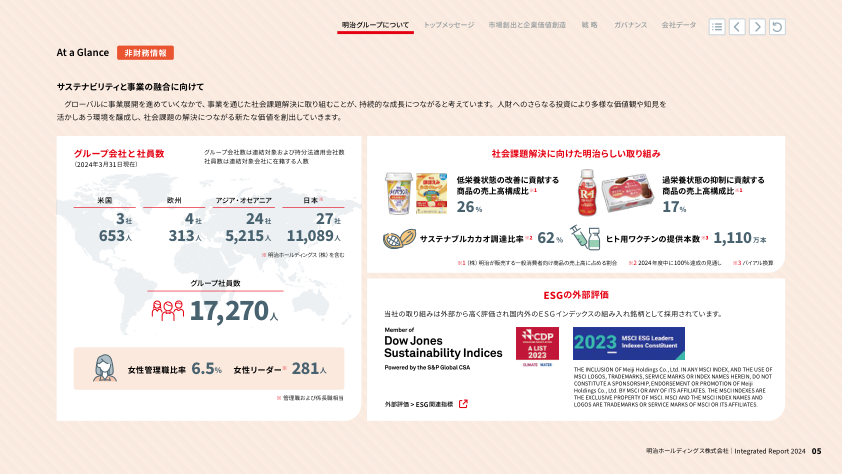 明治グループについて トップメッセージ 市場創出と企業価値創造 戦 略 ガバナンス 会社データ
At a Glance 非財務情報
サステナビリティと事業の融合に向けて
グローバルに事業展開を進めていくなかで、事業を通じた社会課題解決に取り組むことが、持続的な成長につながると考えています。人財へのさらなる投資により多様な価値観や知見を
活かしあう環境を醸成し、社会課題の解決につながる新たな価値を創出していきます。
グループ会社と社員数
(2024年3月31日現在)
グループ会社数は連結対象および持分法適用会社数
社員数は連結対象会社に在籍する人数
米国 欧州 アジア・オセアニア 日本※
3社 4社 24社 27社
653人 313人 5,215人 11,089人
※ 明治ホールディングス(株)を含む
グループ社員数
17,270人
女性管理職比率 6.5% 女性リーダー※ 281人
※ 管理職および係長職相当
社会課題解決に向けた明治らしい取り組み
低栄養状態の改善に貢献する
商品の売上高構成比※1
26%
過栄養状態の抑制に貢献する
商品の売上高構成比※1
17%
R-1
サステナブルカカオ調達比率※2 62% ヒト用ワクチンの提供本数※3 1,110万本
※1 (株)明治が販売する一般消費者向け商品の売上高に占める割合 ※2 2024年度中に100%達成の見通し ※3 バイアル換算
ESGの外部評価
当社の取り組みは外部から高く評価され国内外のESGインデックスの組み入れ銘柄として採用されています。
Member of
Dow Jones
Sustainability Indices
Powered by the S&P Global CSA
CDP
A LIST
2023
CLIMATE WATER
2023 MSCI ESG Leaders
Indexes Constituent
THE INCLUSION OF Meiji Holdings Co., Ltd. IN ANY MSCI INDEX, AND THE USE OF
MSCI LOGOS, TRADEMARKS, SERVICE MARKS OR INDEX NAMES HEREIN, DO NOT
CONSTITUTE A SPONSORSHIP, ENDORSEMENT OR PROMOTION OF Meiji
Holdings Co., Ltd. BY MSCI OR ANY OF ITS AFFILIATES. THE MSCI INDEXES ARE
THE EXCLUSIVE PROPERTY OF MSCI. MSCI AND THE MSCI INDEX NAMES AND
LOGOS ARE TRADEMARKS OR SERVICE MARKS OF MSCI OR ITS AFFILIATES.
外部評価 > ESG関連指標
明治ホールディングス株式会社 | Integrated Report 2024 05